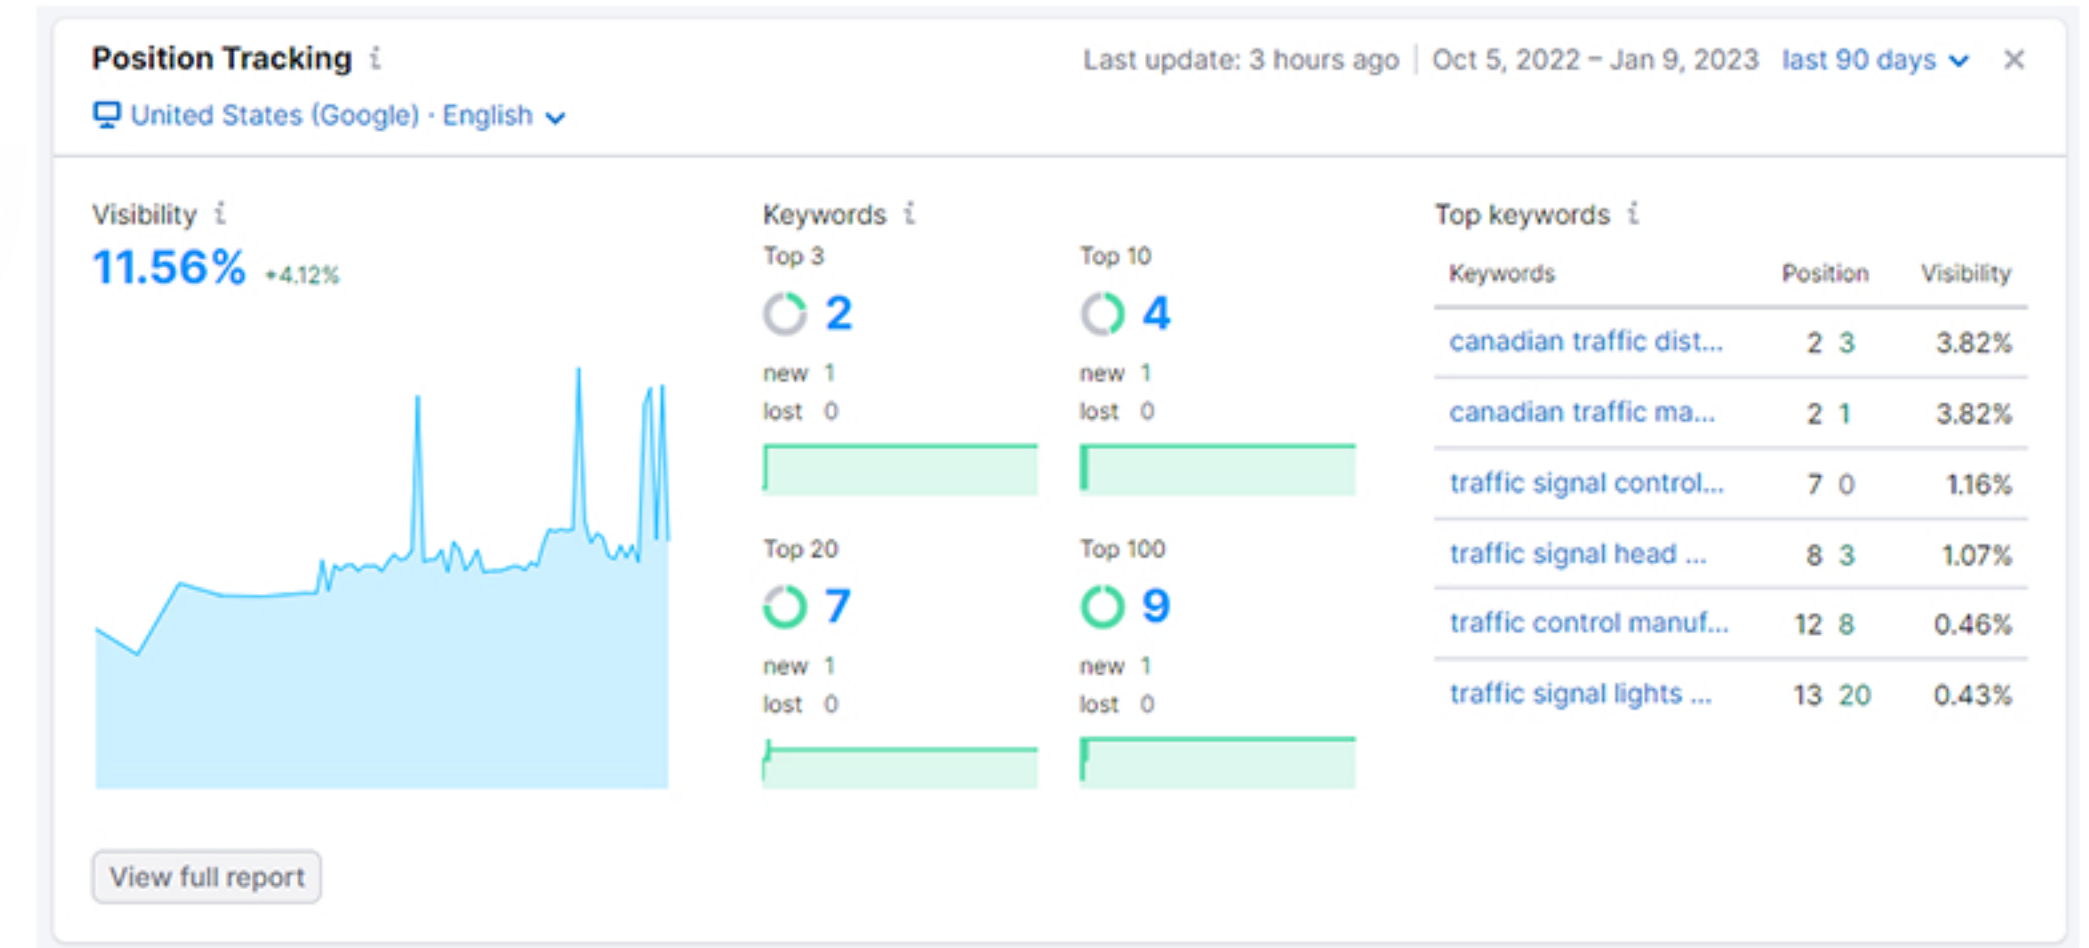 Position Tracking i
Last update: 3 hours ago | Oct 5, 2022 – Jan 9, 2023 last 90 days
United States (Google) · English
Visibility i
11.56% +4.12%
Keywords i
Top 3
2
new 1
lost 0
Top 10
4
new 1
lost 0
Top 20
7
new 1
lost 0
Top 100
9
new 1
lost 0
Top keywords i
Keywords Position Visibility
canadian traffic dist... 2 3 3.82%
canadian traffic ma... 2 1 3.82%
traffic signal control... 7 0 1.16%
traffic signal head ... 8 3 1.07%
traffic control manuf... 12 8 0.46%
traffic signal lights ... 13 20 0.43%
View full report